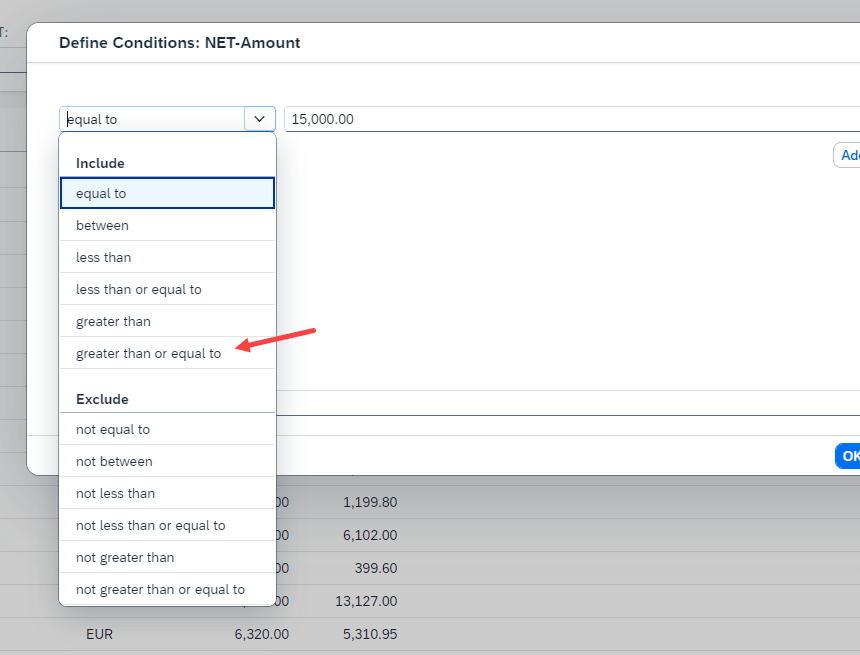 T:
Define Conditions: NET-Amount
equal to
15,000.00
Include
equal to
between
less than
less than or equal to
greater than
greater than or equal to
Exclude
not equal to
not between
not less than
not less than or equal to
not greater than
not greater than or equal to
OK
00 1,199.80
00 6,102.00
00 399.60
00 13,127.00
EUR 6,320.00 5,310.95